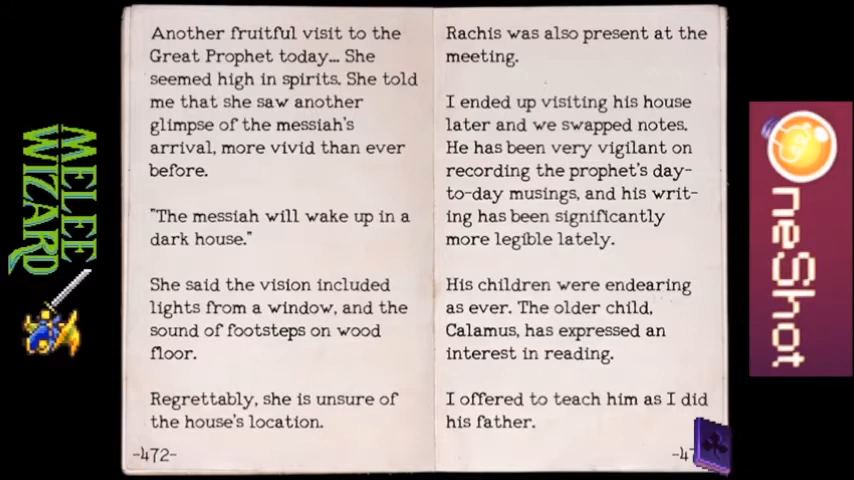 MELEE
WIZARD
Another fruitful visit to the
Great Prophet today... She
seemed high in spirits. She told
me that she saw another
glimpse of the messiah's
arrival, more vivid than ever
before.
"The messiah will wake up in a
dark house."
She said the vision included
lights from a window, and the
sound of footsteps on wood
floor.
Regrettably, she is unsure of
the house's location.
-472-
Rachis was also present at the
meeting.
I ended up visiting his house
later and we swapped notes.
He has been very vigilant on
recording the prophet's day-
to-day musings, and his writ-
ing has been significantly
more legible lately.
His children were endearing
as ever. The older child,
Calamus, has expressed an
interest in reading.
I offered to teach him as I did
his father.
OneShot